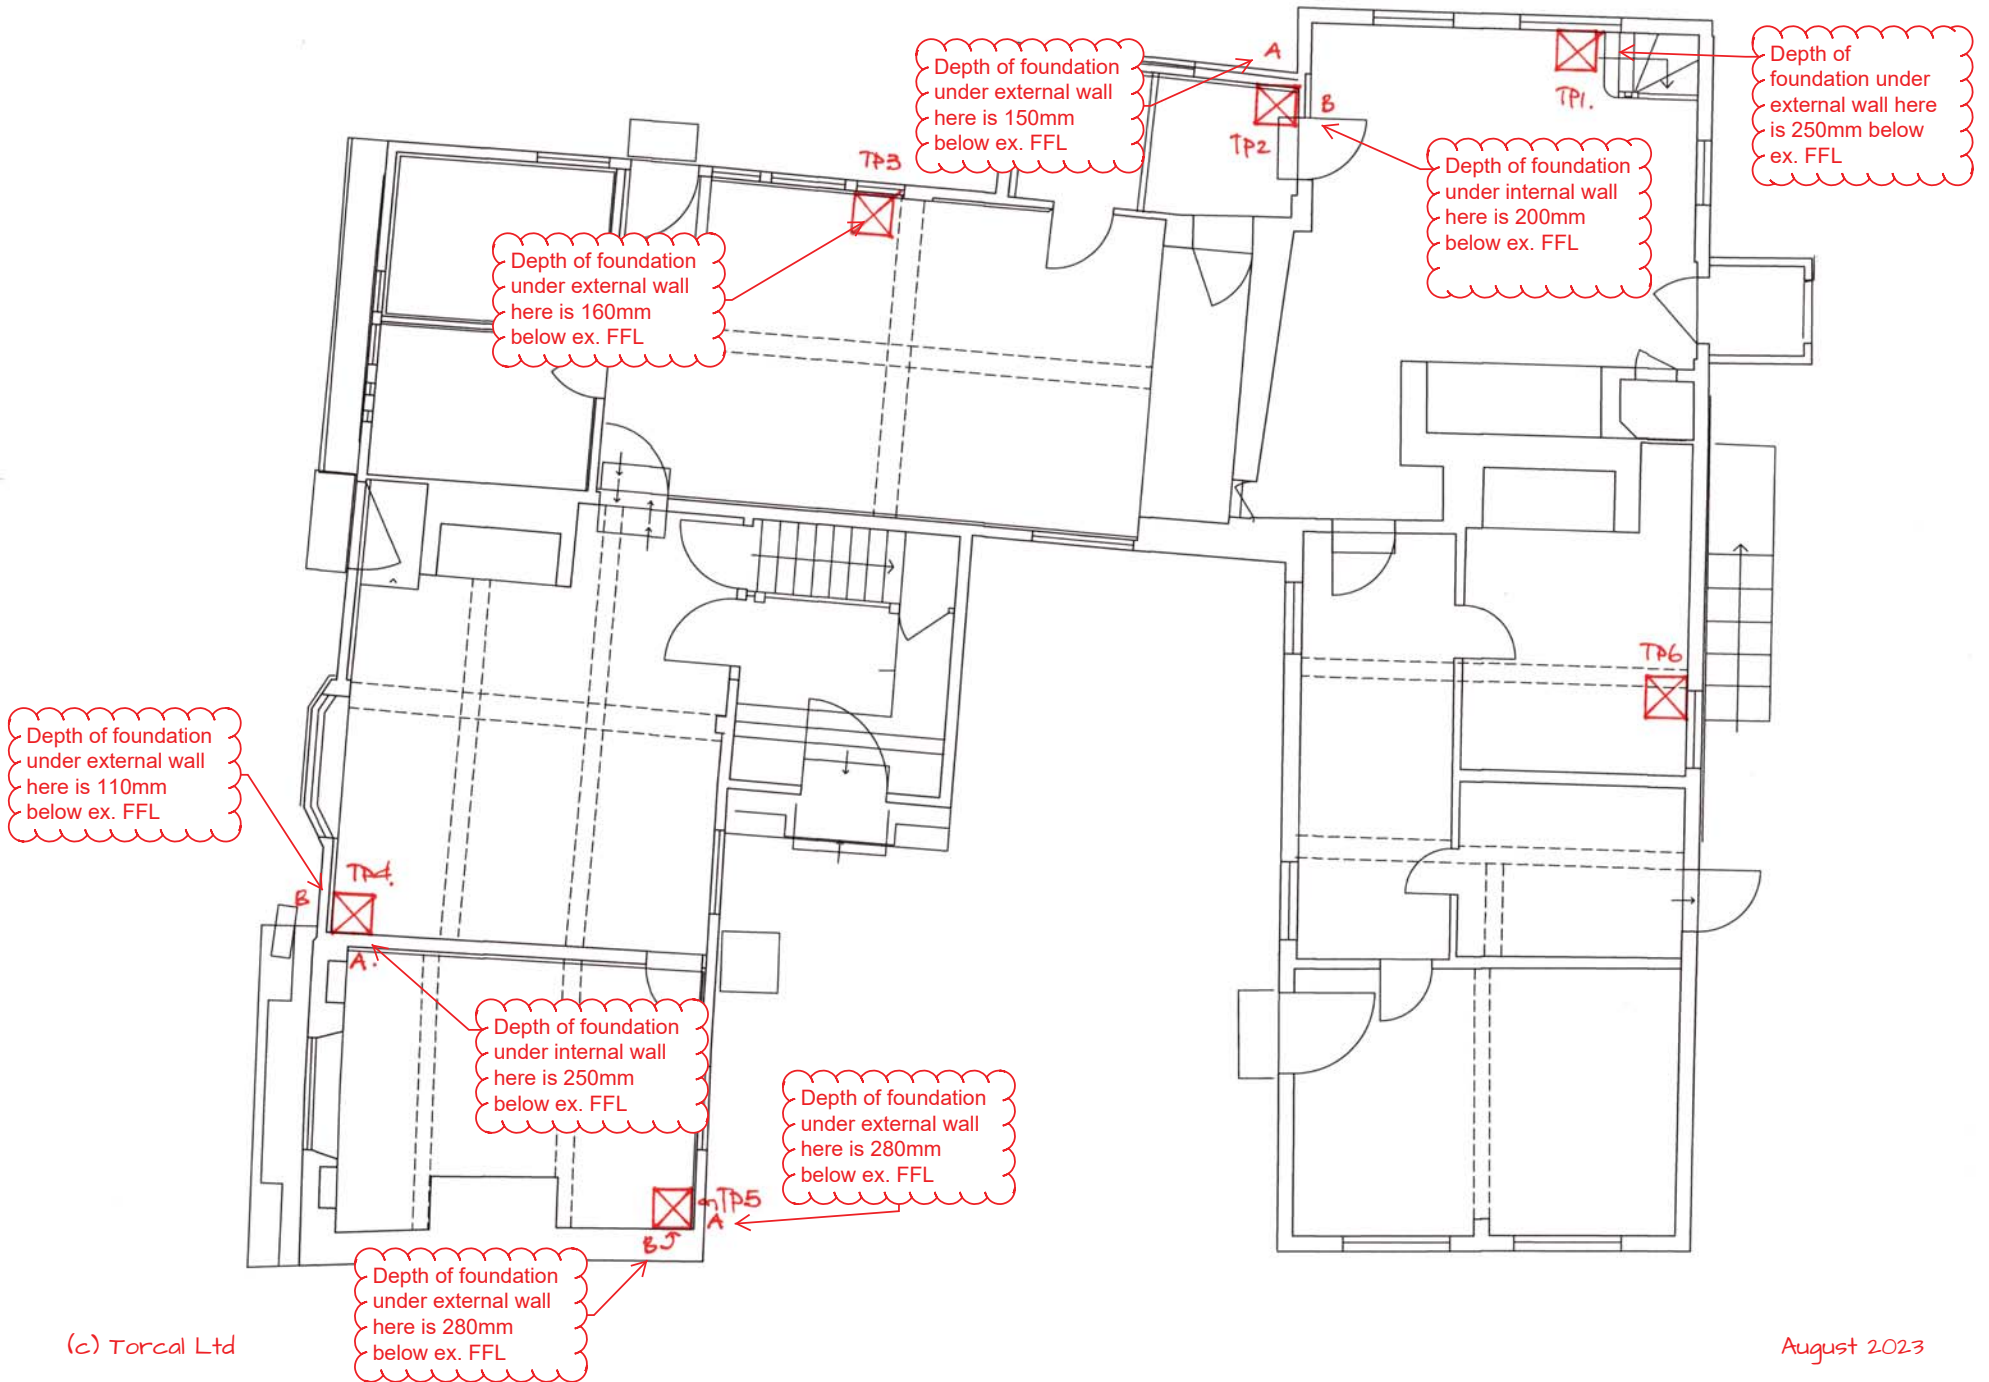 Depth of foundation
under external wall
here is 150mm
below ex. FFL
A
B
TP2
TP1.
Depth of
foundation under
external wall here
is 250mm below
ex. FFL
Depth of foundation
under internal wall
here is 200mm
below ex. FFL
TP3
Depth of foundation
under external wall
here is 160mm
below ex. FFL
TP6
Depth of foundation
under external wall
here is 110mm
below ex. FFL
TP4.
B
A.
Depth of foundation
under internal wall
here is 250mm
below ex. FFL
Depth of foundation
under external wall
here is 280mm
below ex. FFL
TP5
A
B
Depth of foundation
under external wall
here is 280mm
below ex. FFL
(c) Torcal Ltd
August 2023